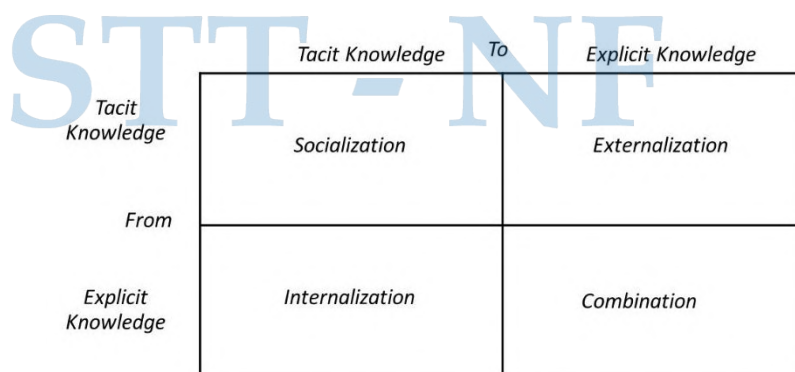 STT - NF
Tacit Knowledge To Explicit Knowledge
Tacit
Knowledge
Socialization Externalization
From
Explicit
Knowledge
Internalization Combination